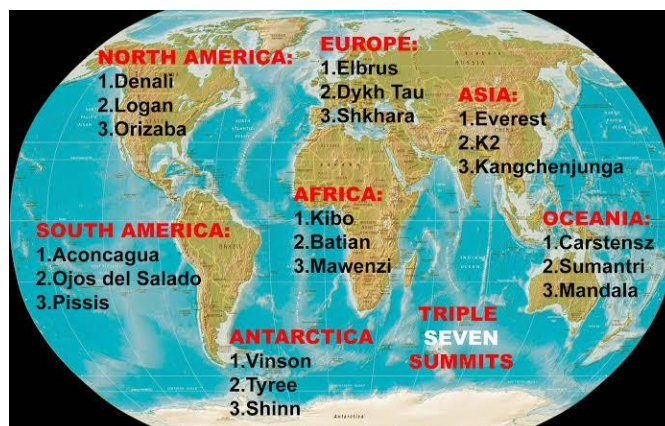 NORTH AMERICA:
1.Denali
2.Logan
3.Orizaba
EUROPE:
1.Elbrus
2.Dykh Tau
3.Shkhara
ASIA:
1.Everest
2.K2
3.Kangchenjunga
AFRICA:
1.Kibo
2.Batian
3.Mawenzi
SOUTH AMERICA:
1.Aconcagua
2.Ojos del Salado
3.Pissis
OCEANIA:
1.Carstensz
2.Sumantri
3.Mandala
ANTARCTICA
1.Vinson
2.Tyree
3.Shinn
TRIPLE
SEVEN
SUMMITS
RUSSIA
BRAZIL
Antarctica